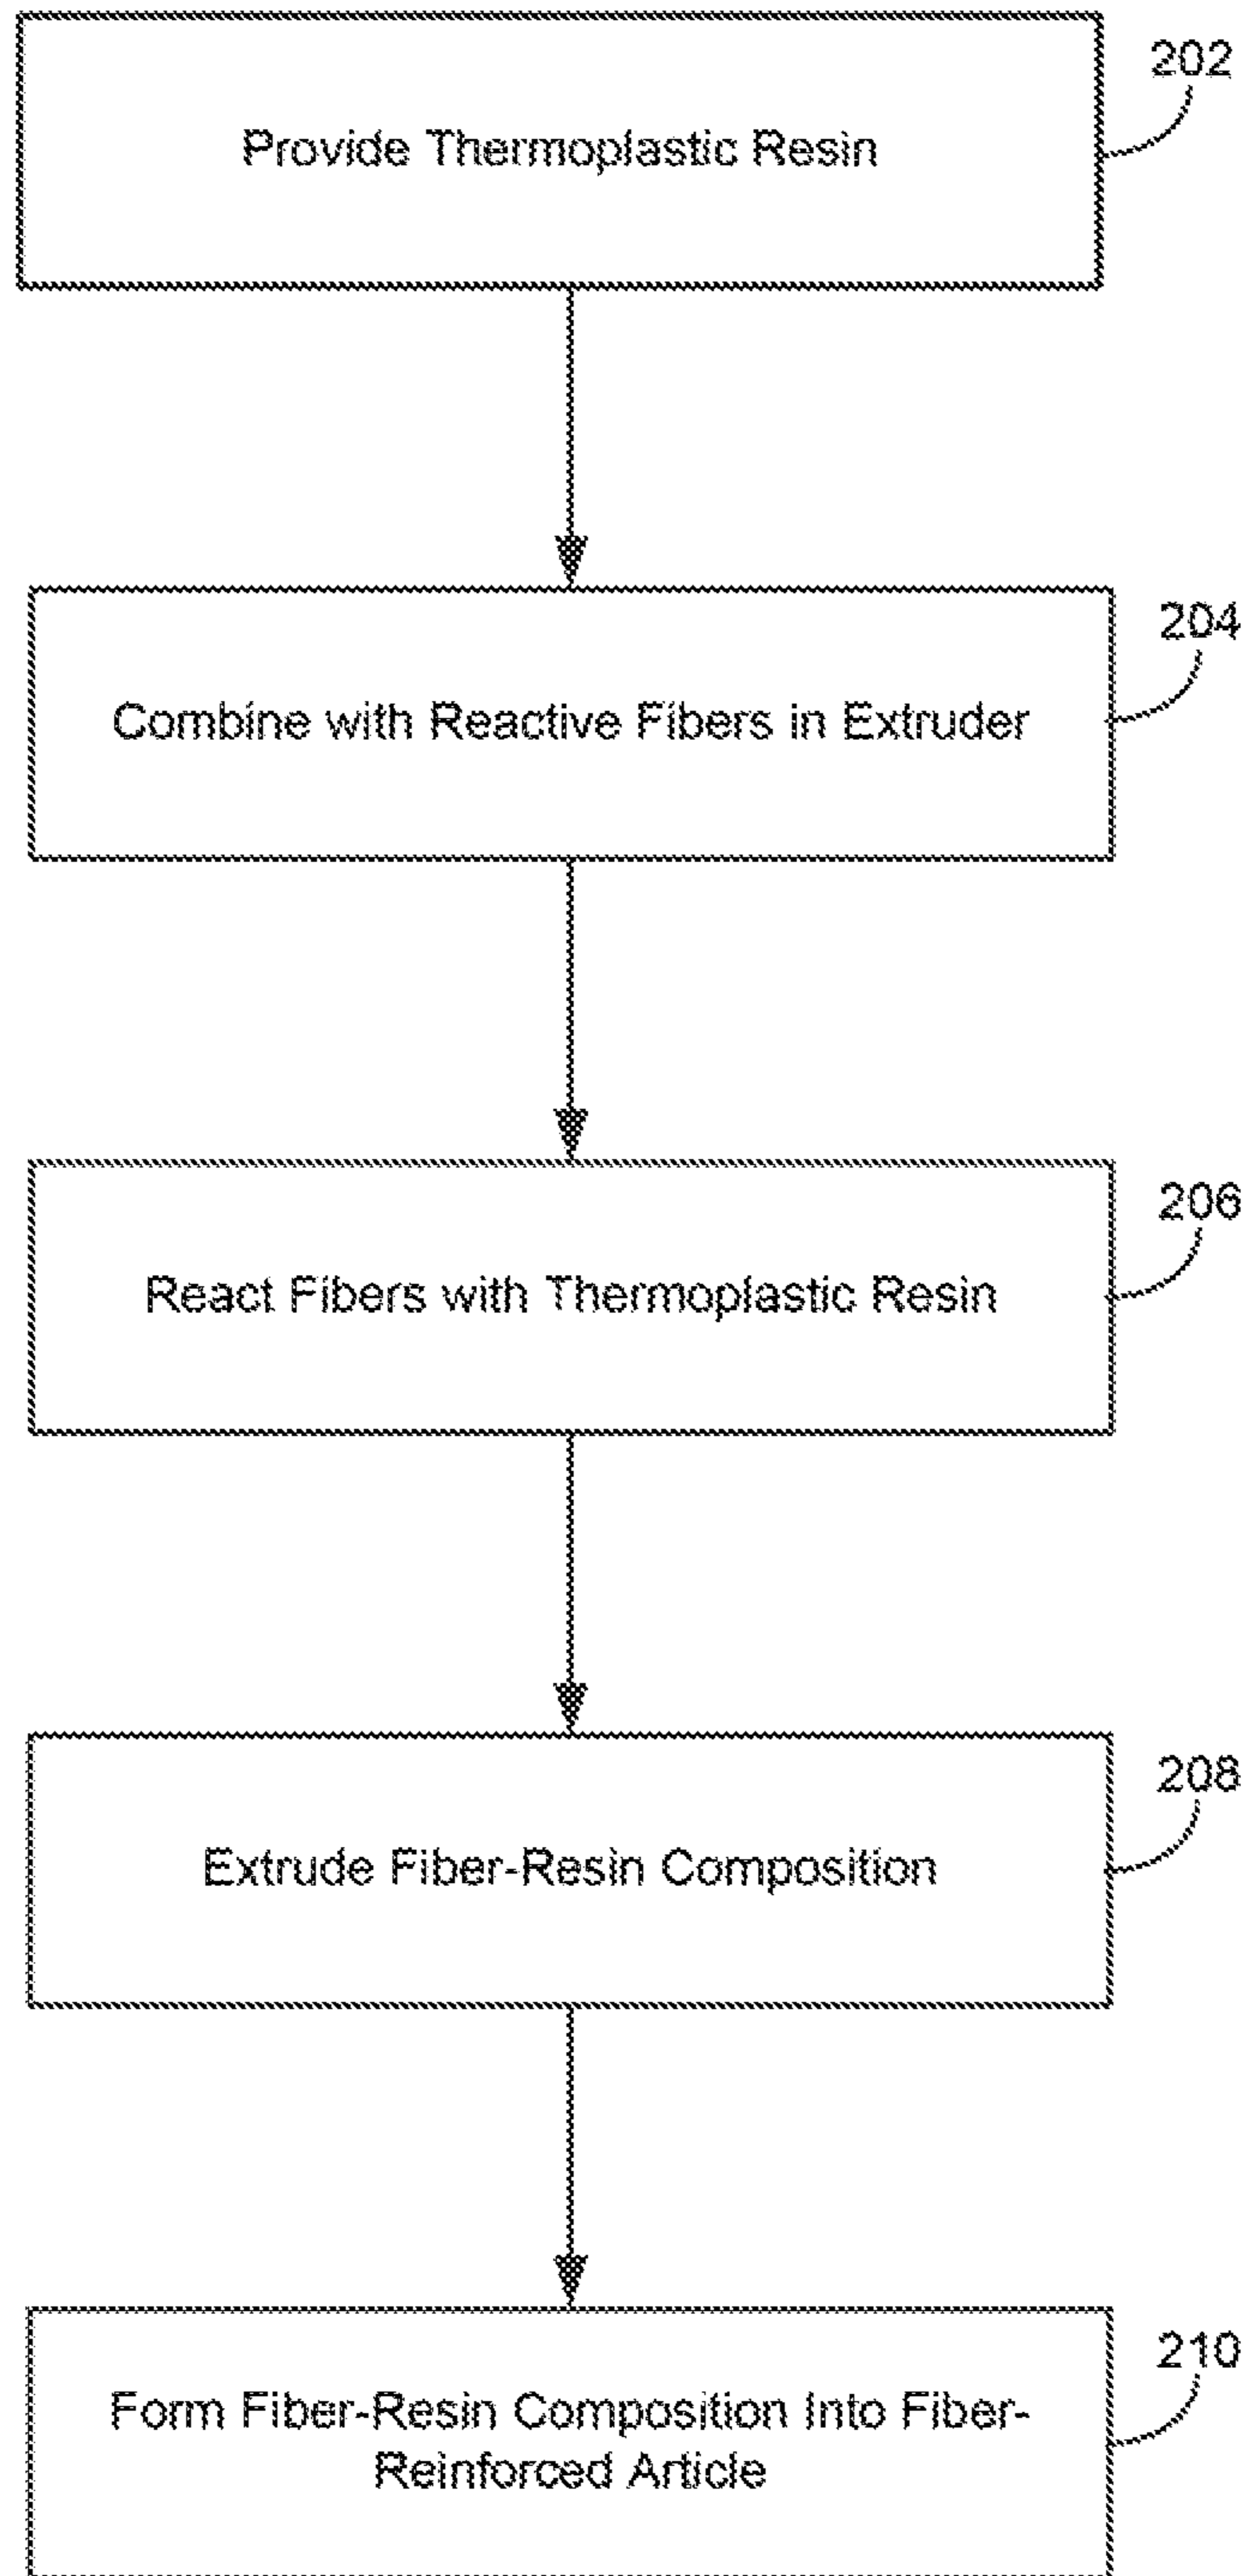 202
Provide Thermoplastic Resin
204
Combine with Reactive Fibers in Extruder
206
React Fibers with Thermoplastic Resin
208
Extrude Fiber-Resin Composition
210
Form Fiber-Resin Composition Into Fiber-
Reinforced Article